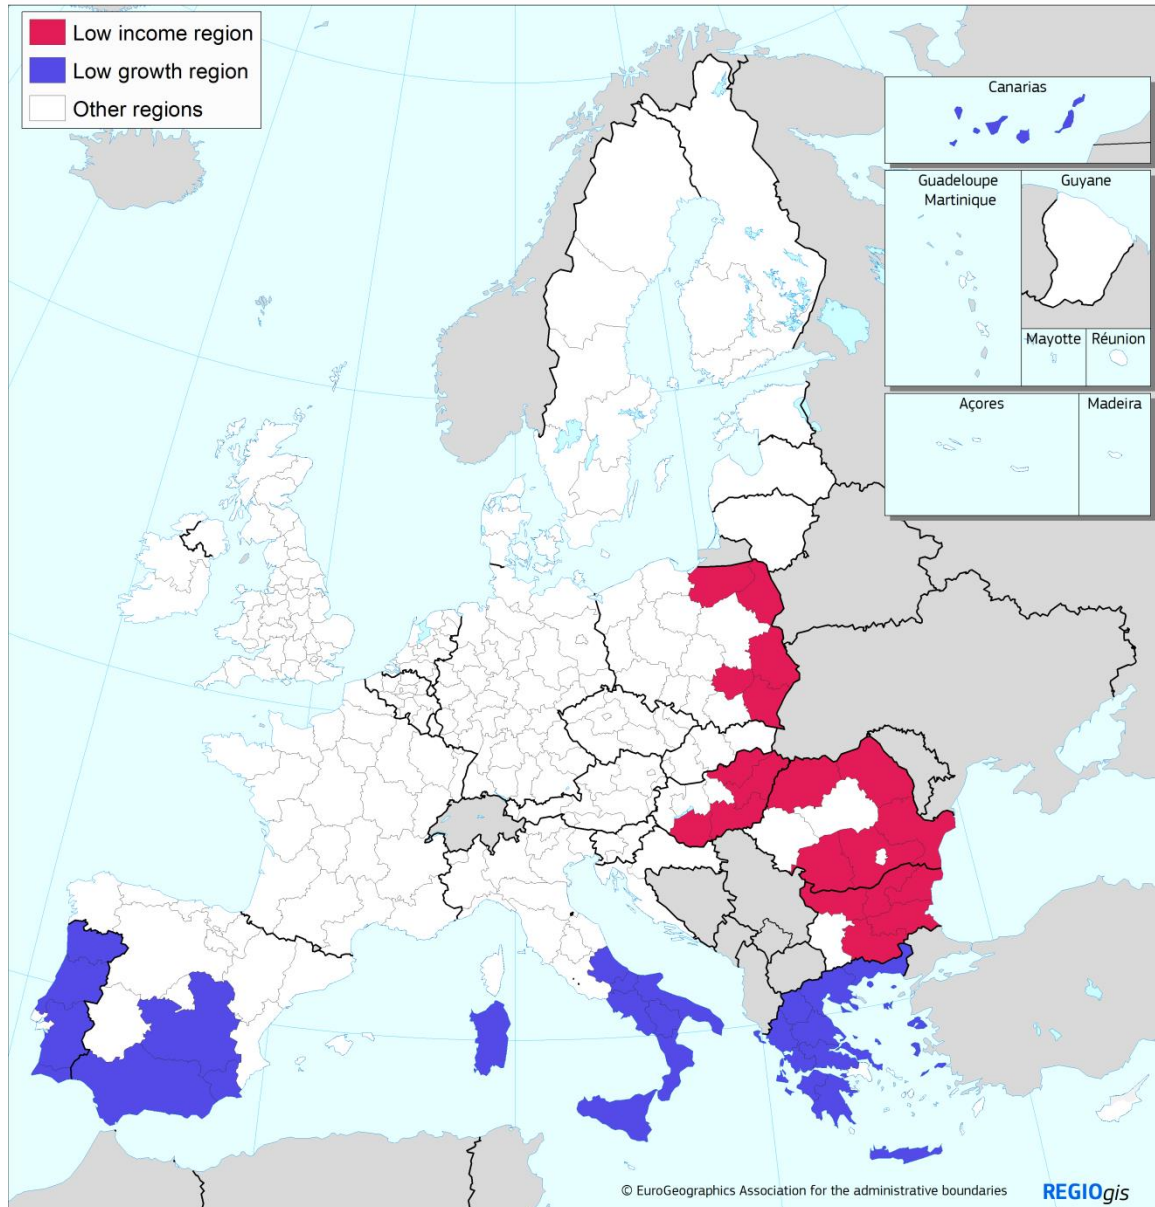 Low income region
Low growth region
Other regions
Canarias
Guadeloupe
Martinique
Guyane
Mayotte
Réunion
Açores
Madeira
© EuroGeographics Association for the administrative boundaries
REGIOgis